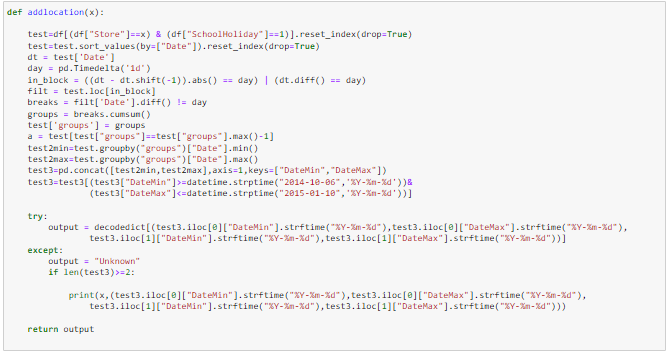 def addlocation(x):
    test=df[(df["Store"]==x) & (df["SchoolHoliday"]==1)].reset_index(drop=True)
    test=test.sort_values(by=["Date"]).reset_index(drop=True)
    dt = test['Date']
    day = pd.Timedelta('1d')
    in_block = ((dt - dt.shift(-1)).abs() == day) | (dt.diff() == day)
    filt = test.loc[in_block]
    breaks = filt['Date'].diff() != day
    groups = breaks.cumsum()
    test['groups'] = groups
    a = test[test["groups"]==test["groups"].max()-1]
    test2min=test.groupby("groups")["Date"].min()
    test2max=test.groupby("groups")["Date"].max()
    test3=pd.concat([test2min,test2max],axis=1,keys=["DateMin","DateMax"])
    test3=test3[(test3["DateMin"]>=datetime.strptime("2014-10-06",'%Y-%m-%d'))&
                (test3["DateMax"]<=datetime.strptime("2015-01-10",'%Y-%m-%d'))]
    try:
        output = decodedict[(test3.iloc[0]["DateMin"].strftime("%Y-%m-%d"),test3.iloc[0]["DateMax"].strftime("%Y-%m-%d"),
                test3.iloc[1]["DateMin"].strftime("%Y-%m-%d"),test3.iloc[1]["DateMax"].strftime("%Y-%m-%d"))]
    except:
        output = "Unknown"
        if len(test3)>=2:
            print(x,(test3.iloc[0]["DateMin"].strftime("%Y-%m-%d"),test3.iloc[0]["DateMax"].strftime("%Y-%m-%d"),
                test3.iloc[1]["DateMin"].strftime("%Y-%m-%d"),test3.iloc[1]["DateMax"].strftime("%Y-%m-%d")))
    return output